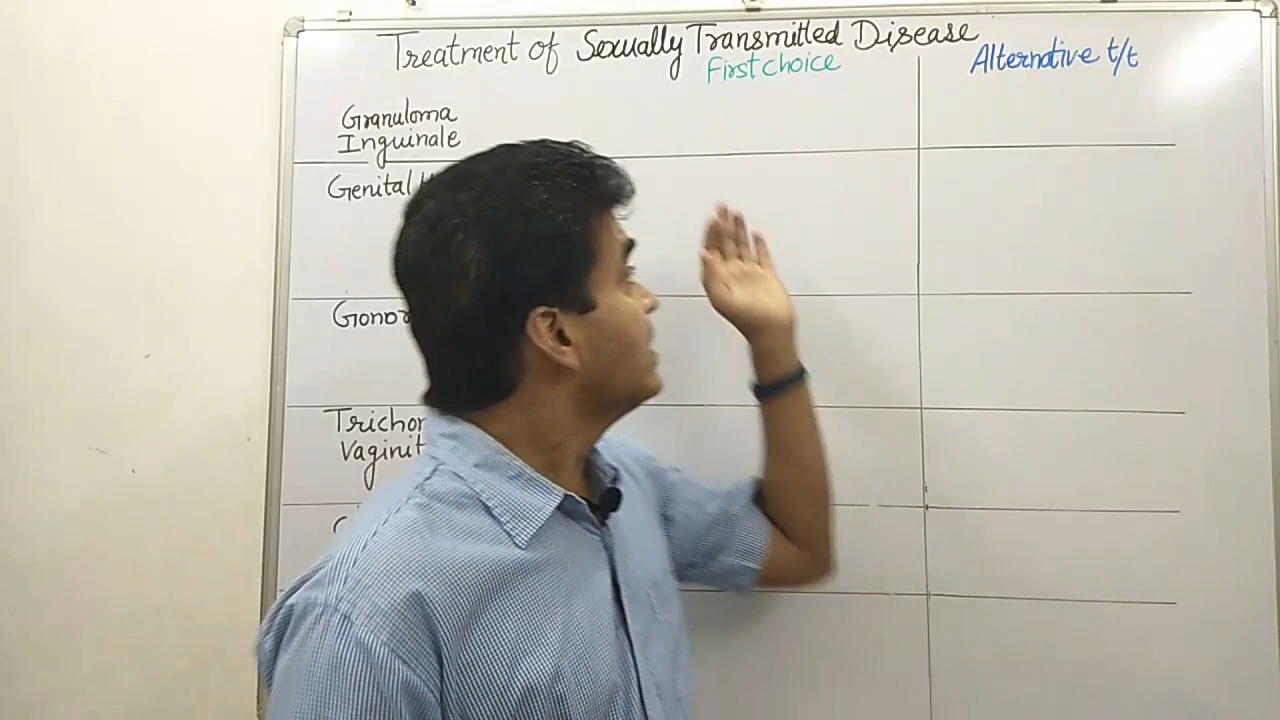 Treatment of Sexually Transmitted Disease
First choice
Alternative t/t
Granuloma
Inguinale
Genital
Gonor
Trichom
Vaginit